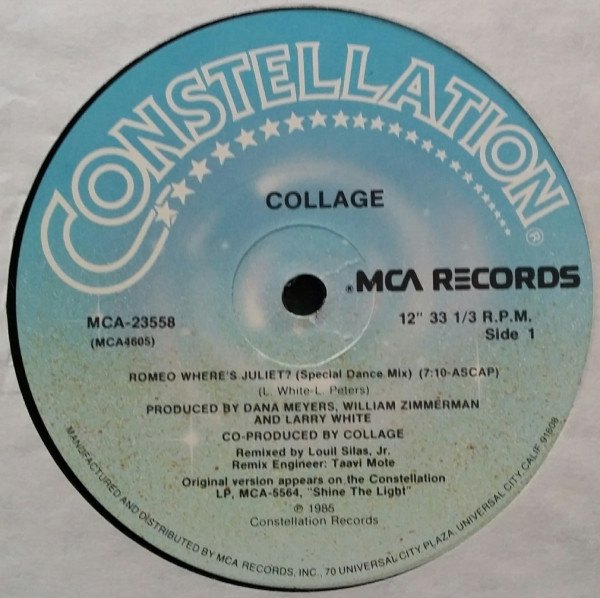 CONSTELLATION®
COLLAGE
®MCA RECORDS
MCA-23558
(MCA4605)
12" 33 1/3 R.P.M.
Side 1
ROMEO WHERE'S JULIET? (Special Dance Mix) (7:10-ASCAP)
(L. White-L. Peters)
PRODUCED BY DANA MEYERS, WILLIAM ZIMMERMAN
AND LARRY WHITE
CO-PRODUCED BY COLLAGE
Remixed by Louil Silas, Jr.
Remix Engineer: Taavi Mote
Original version appears on the Constellation
LP, MCA-5564, "Shine The Light"
℗ 1985
Constellation Records
MANUFACTURED AND DISTRIBUTED BY MCA RECORDS, INC., 70 UNIVERSAL CITY PLAZA, UNIVERSAL CITY, CALIF. 91608